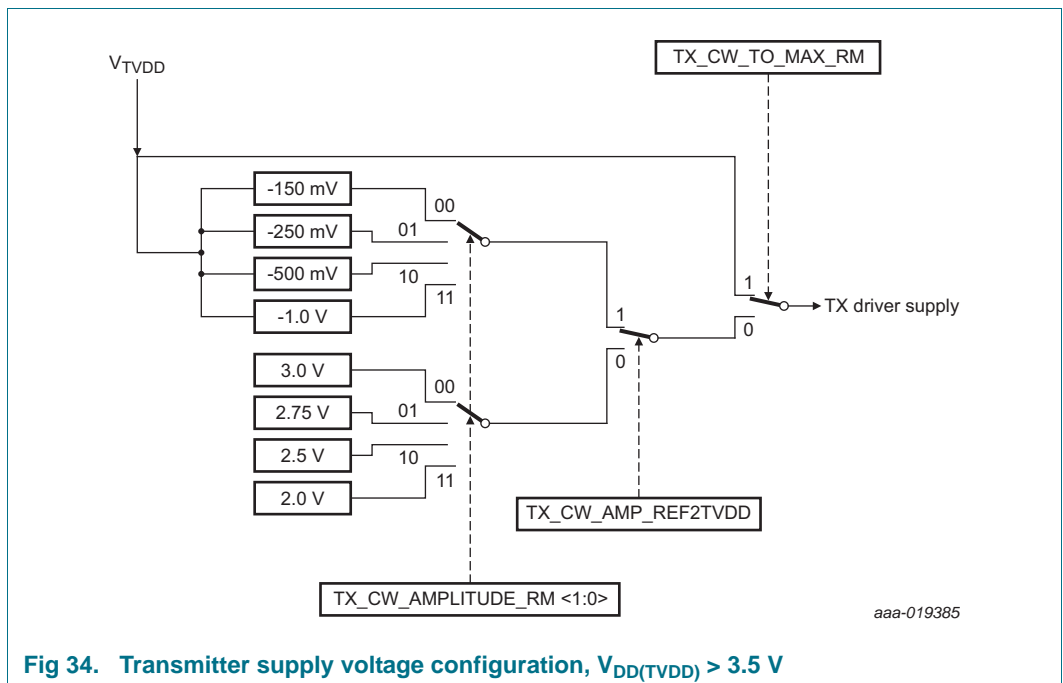 V_TVDD
TX_CW_TO_MAX_RM
-150 mV
00
-250 mV
01
-500 mV
10
-1.0 V
11
1
TX driver supply
0
1
0
3.0 V
00
2.75 V
01
2.5 V
10
2.0 V
11
TX_CW_AMP_REF2TVDD
TX_CW_AMPLITUDE_RM <1:0>
aaa-019385
Fig 34. Transmitter supply voltage configuration, V_DD(TVDD) > 3.5 V